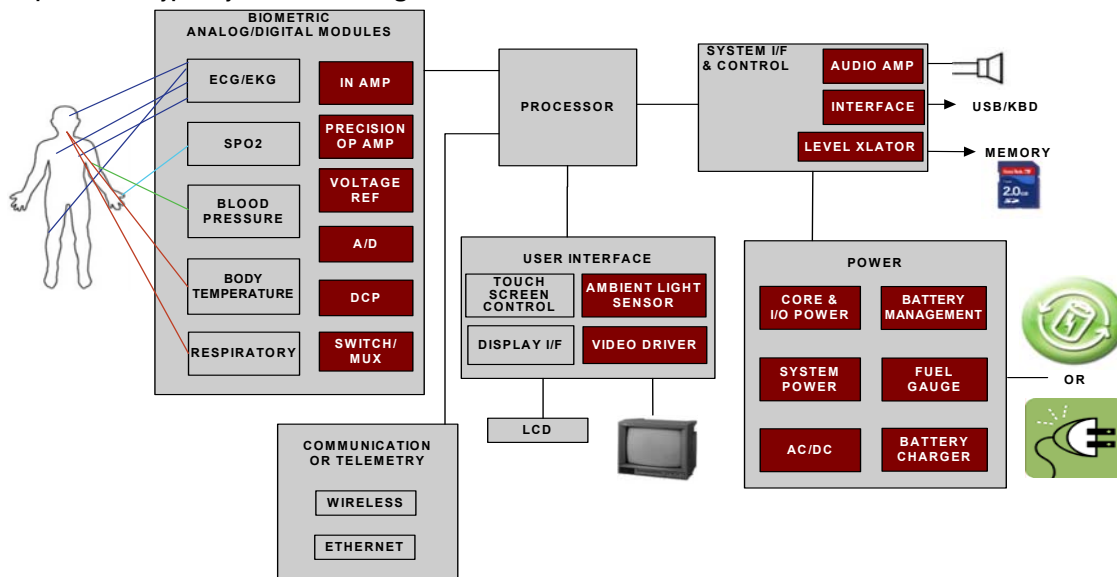 BIOMETRIC
ANALOG/DIGITAL MODULES
ECG/EKG
SPO2
BLOOD
PRESSURE
BODY
TEMPERATURE
RESPIRATORY
IN AMP
PRECISION
OP AMP
VOLTAGE
REF
A/D
DCP
SWITCH/
MUX
PROCESSOR
SYSTEM I/F
& CONTROL
AUDIO AMP
INTERFACE
LEVEL XLATOR
USB/KBD
MEMORY
2.0
USER INTERFACE
TOUCH
SCREEN
CONTROL
AMBIENT LIGHT
SENSOR
DISPLAY I/F
VIDEO DRIVER
LCD
POWER
CORE &
I/O POWER
BATTERY
MANAGEMENT
SYSTEM
POWER
FUEL
GAUGE
AC/DC
BATTERY
CHARGER
OR
COMMUNICATION
OR TELEMETRY
WIRELESS
ETHERNET